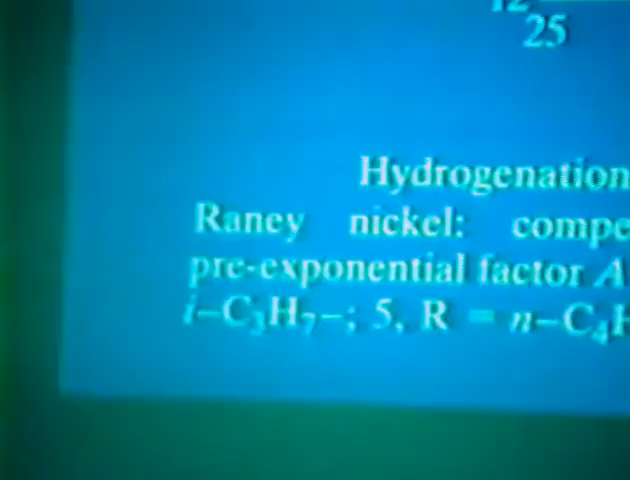 25
Hydrogenation
Raney nickel: compe
pre-exponential factor A
i–C₃H₇–; 5, R = n–C₄H